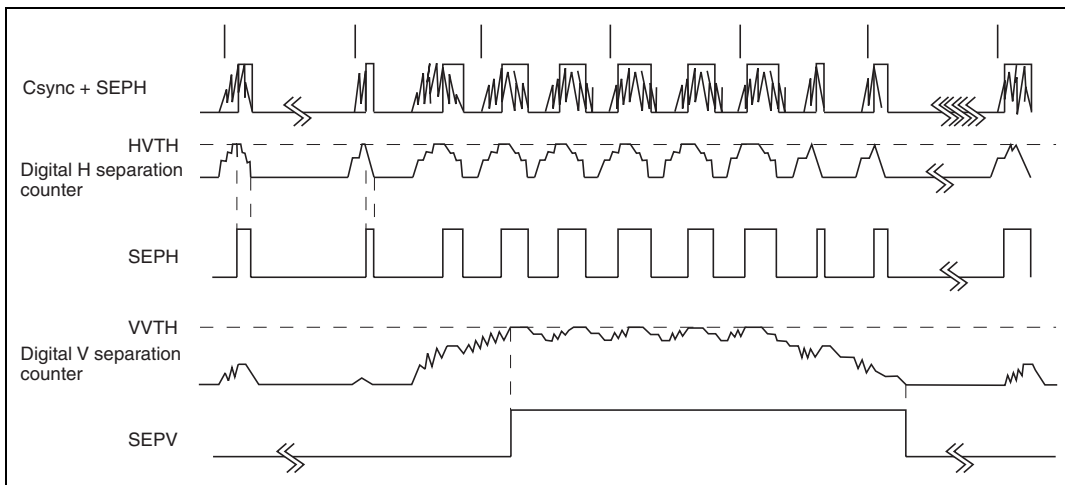 Csync + SEPH
HVTH
Digital H separation
counter
SEPH
VVTH
Digital V separation
counter
SEPV